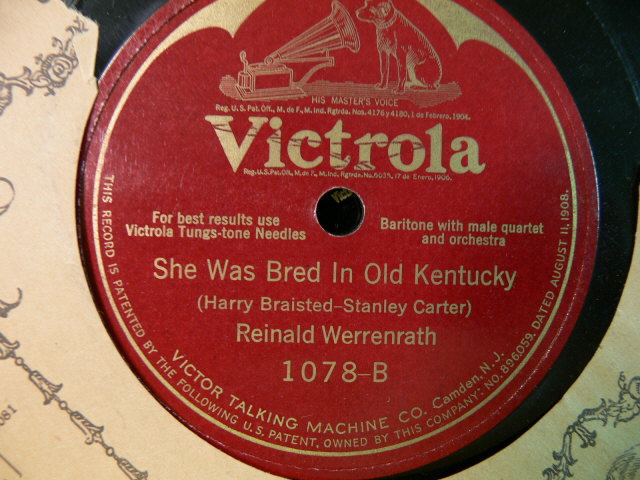 HIS MASTER'S VOICE
Reg. U.S. Pat. Off., M. de F., M. Ind. Rgtrda. Nos. 4176 y 4180, 1 de Febrero, 1904.
Victrola
Reg. U.S. Pat. Off., M. de F., M. Ind. Rgtrda. No. 6039, 17 de Enero, 1906.
For best results use
Victrola Tungs-tone Needles
Baritone with male quartet
and orchestra
She Was Bred In Old Kentucky
(Harry Braisted-Stanley Carter)
Reinald Werrenrath
1078-B
VICTOR TALKING MACHINE CO. Camden, N.J.
THIS RECORD IS PATENTED BY THE FOLLOWING U.S. PATENT, OWNED BY THIS COMPANY: NO. 896,059. DATED AUGUST 11, 1908.